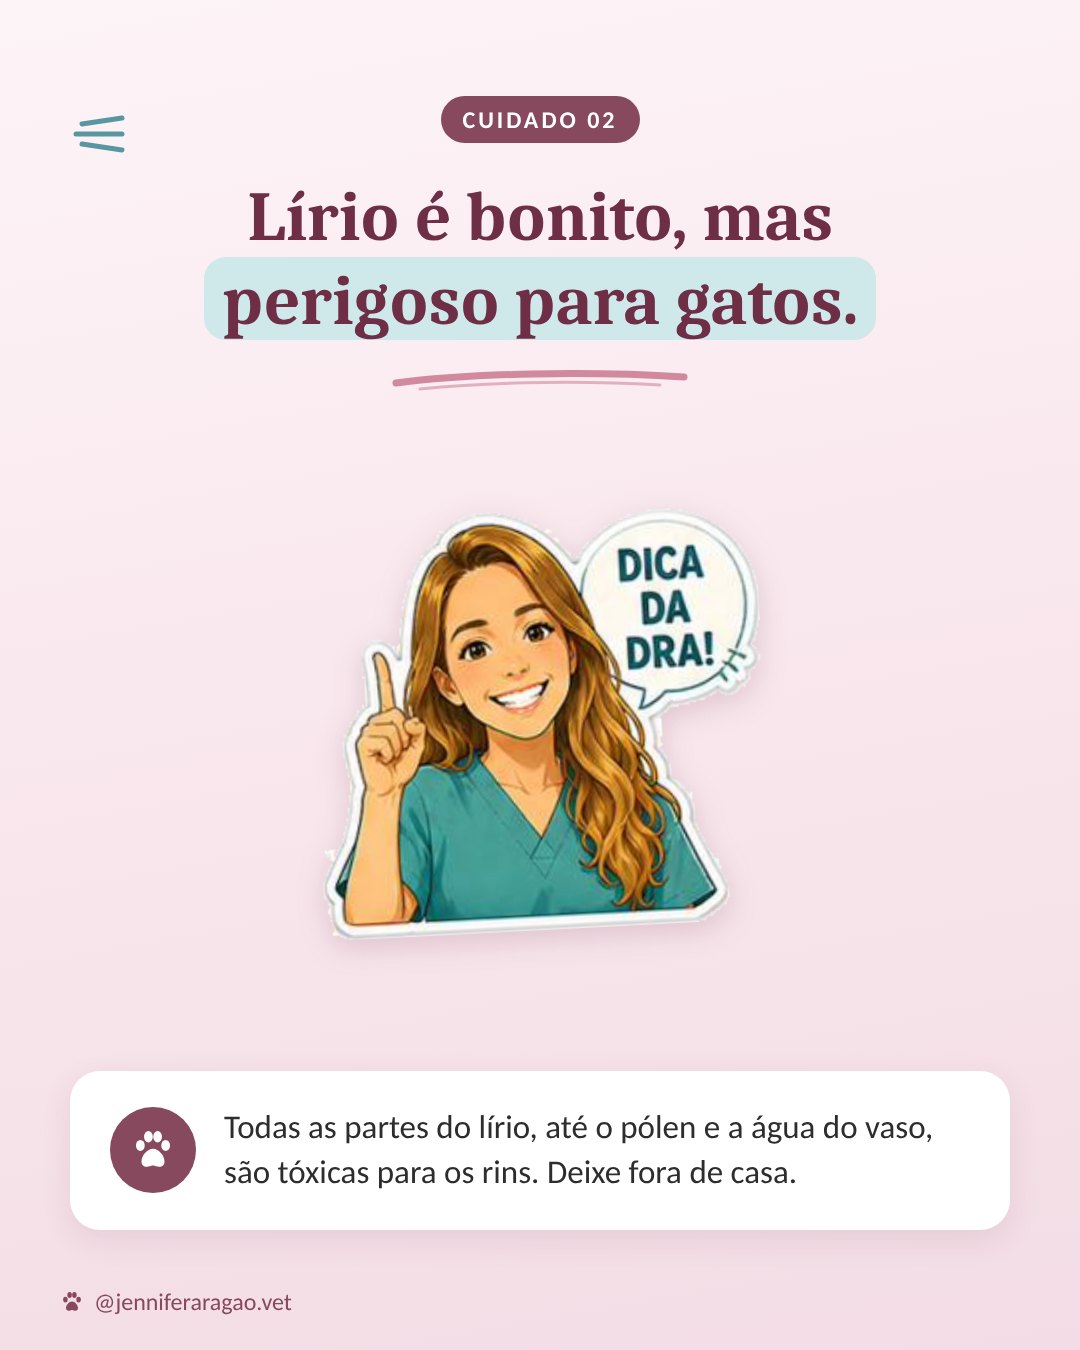 CUIDADO 02
Lírio é bonito, mas
perigoso para gatos.
DICA
DA
DRA!
Todas as partes do lírio, até o pólen e a água do vaso,
são tóxicas para os rins. Deixe fora de casa.
@jenniferaragao.vet